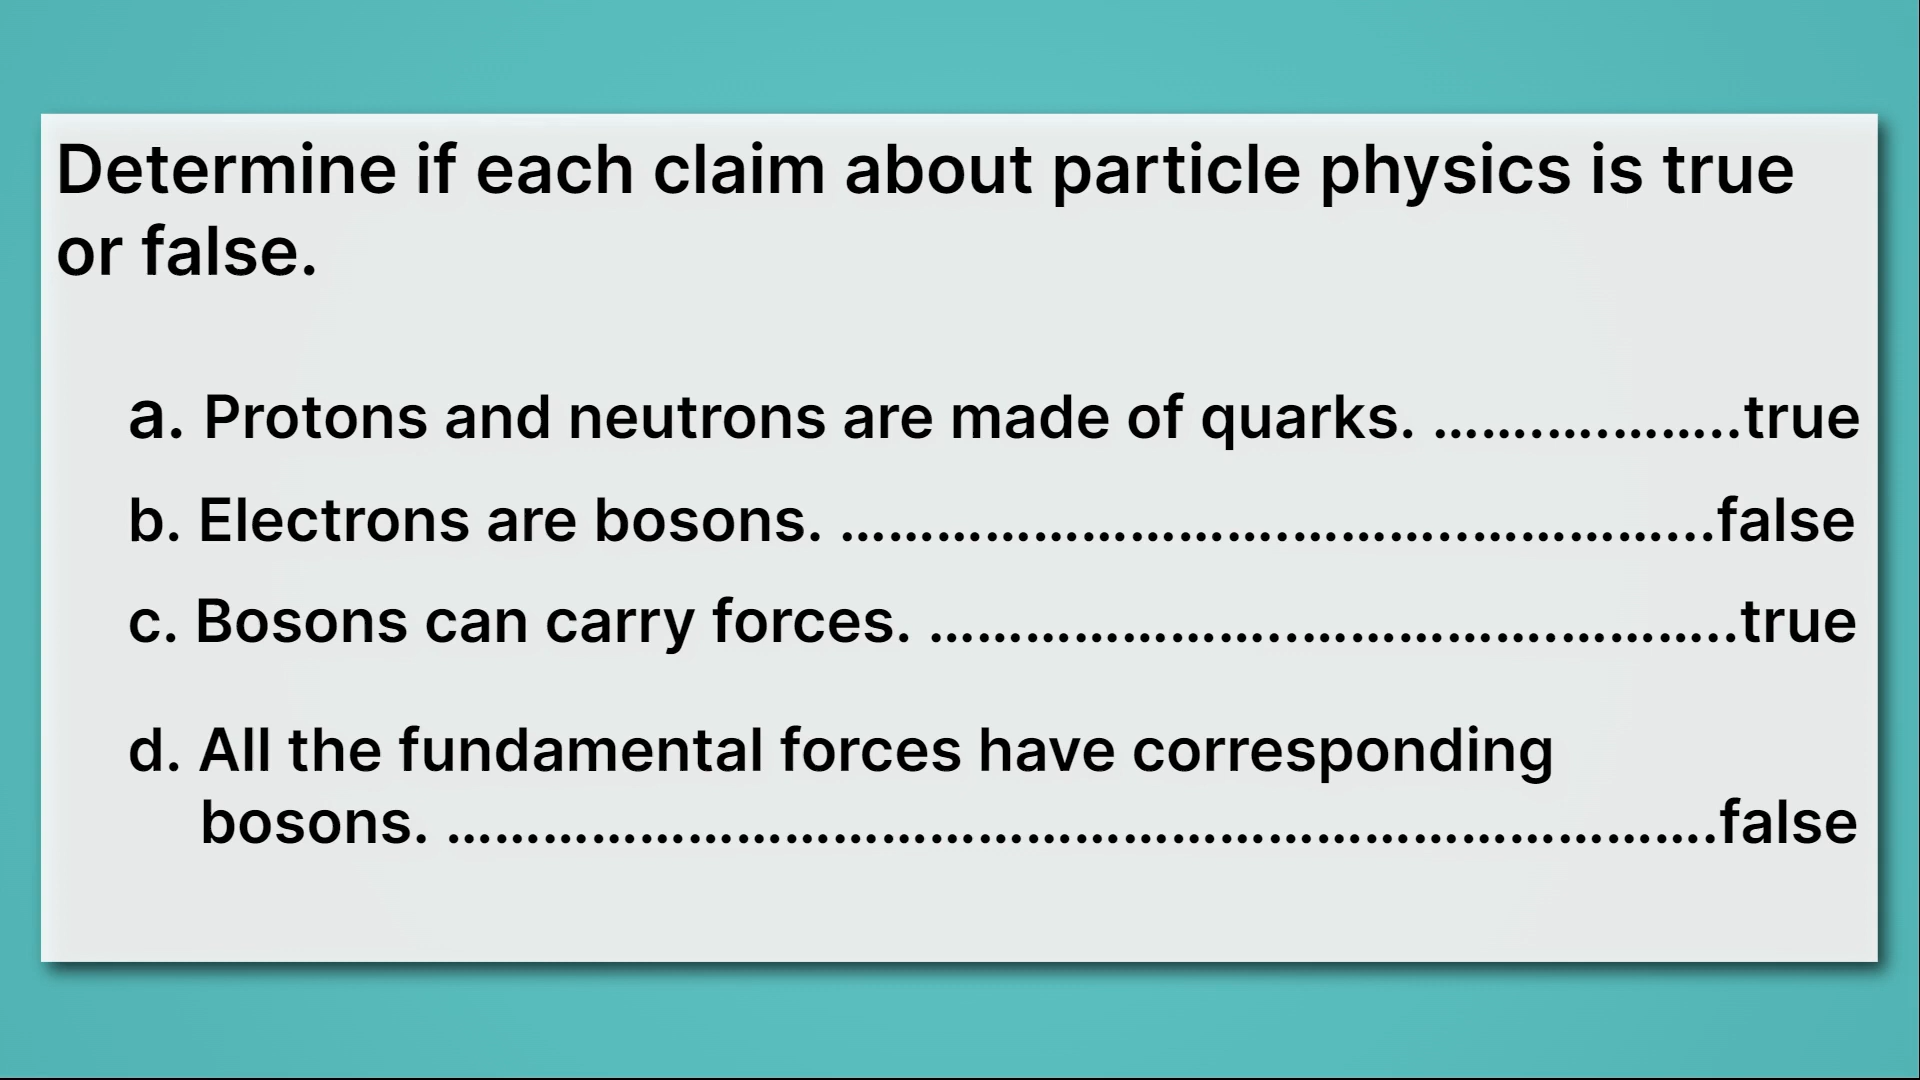 Determine if each claim about particle physics is true
or false.
a. Protons and neutrons are made of quarks. ...................true
b. Electrons are bosons. ......................................................false
c. Bosons can carry forces. ..................................................true
d. All the fundamental forces have corresponding
bosons. ..............................................................................false